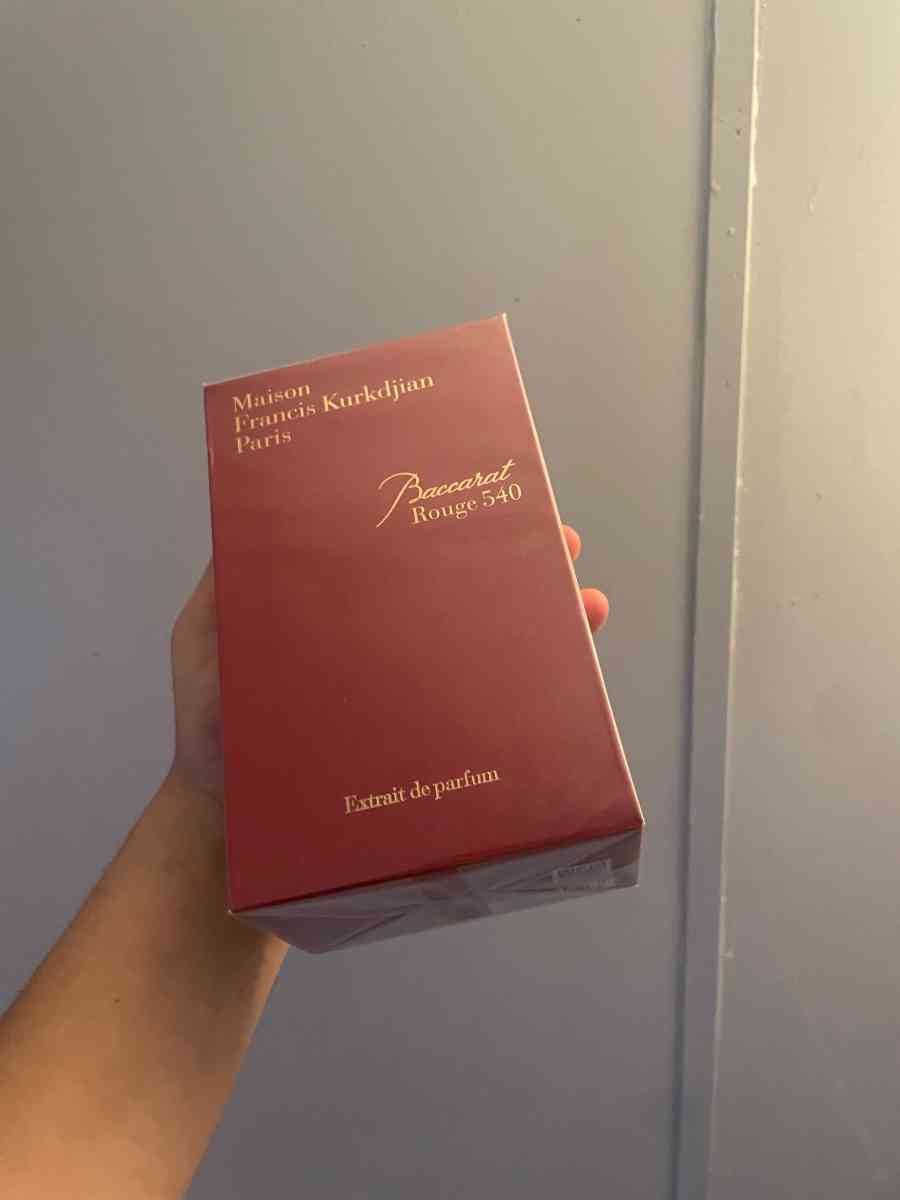 Maison
Francis Kurkdjian
Paris
Baccarat
Rouge 540
Extrait de parfum